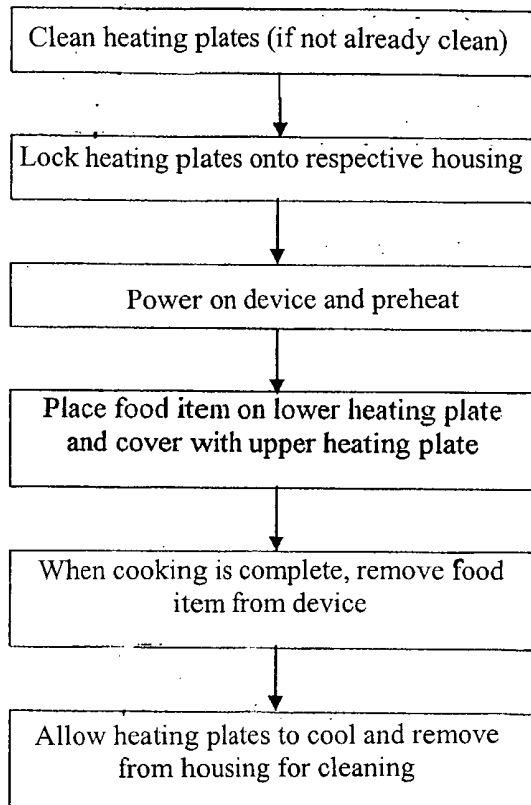 Clean heating plates (if not already clean)
Lock heating plates onto respective housing
Power on device and preheat
Place food item on lower heating plate
and cover with upper heating plate
When cooking is complete, remove food
item from device
Allow heating plates to cool and remove
from housing for cleaning